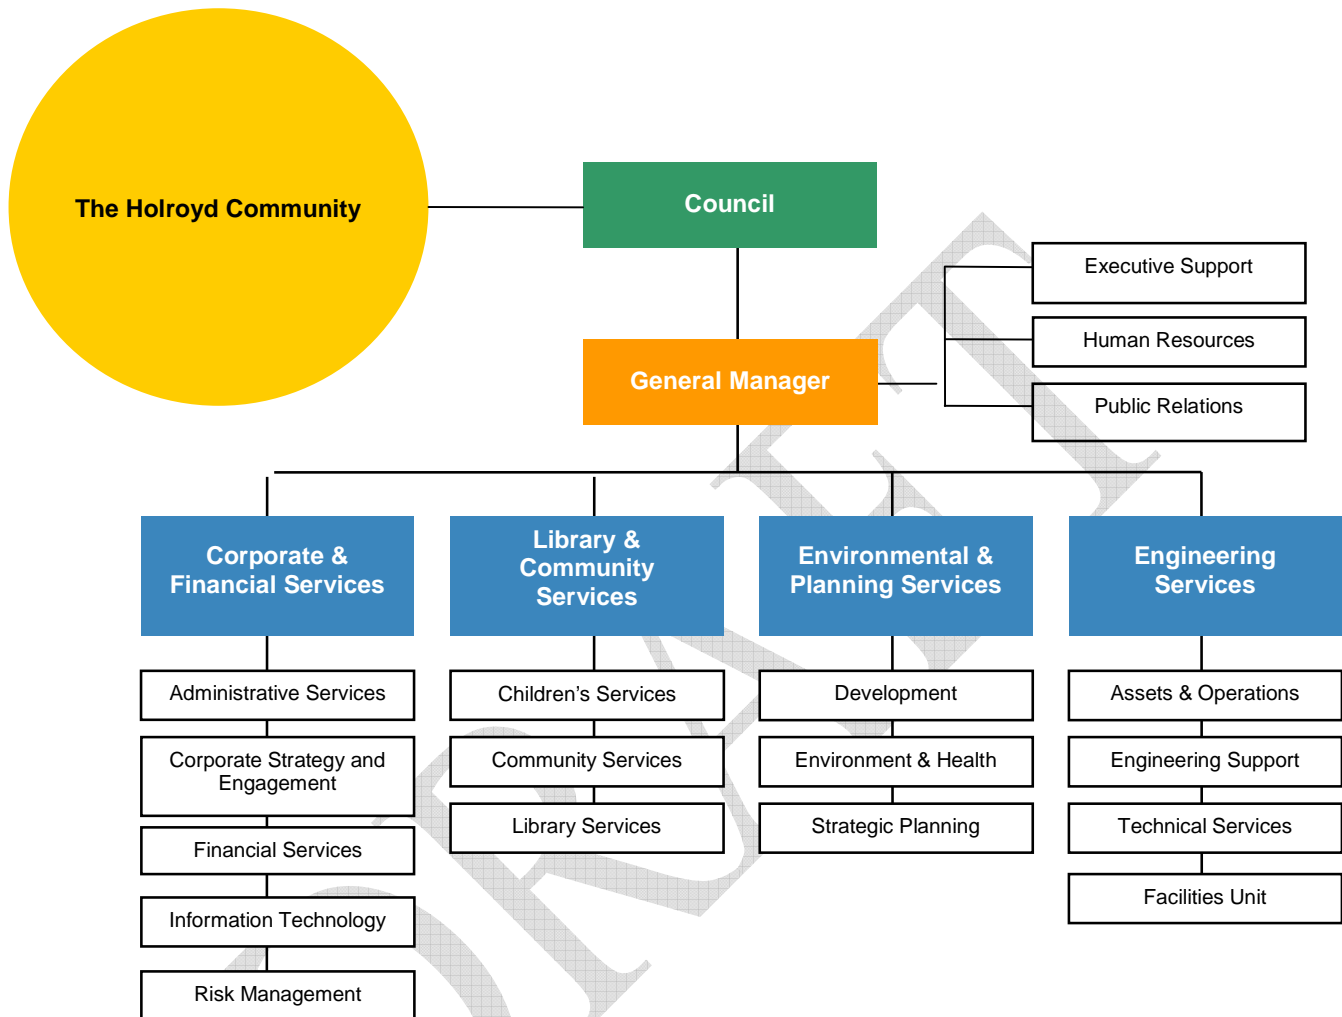 The Holroyd Community
Council
Executive Support
Human Resources
General Manager
Public Relations
Corporate &
Financial Services
Library &
Community
Services
Environmental &
Planning Services
Engineering
Services
Administrative Services
Children’s Services
Development
Assets & Operations
Corporate Strategy and
Engagement
Community Services
Environment & Health
Engineering Support
Financial Services
Library Services
Strategic Planning
Technical Services
Information Technology
Facilities Unit
Risk Management
DRAFT